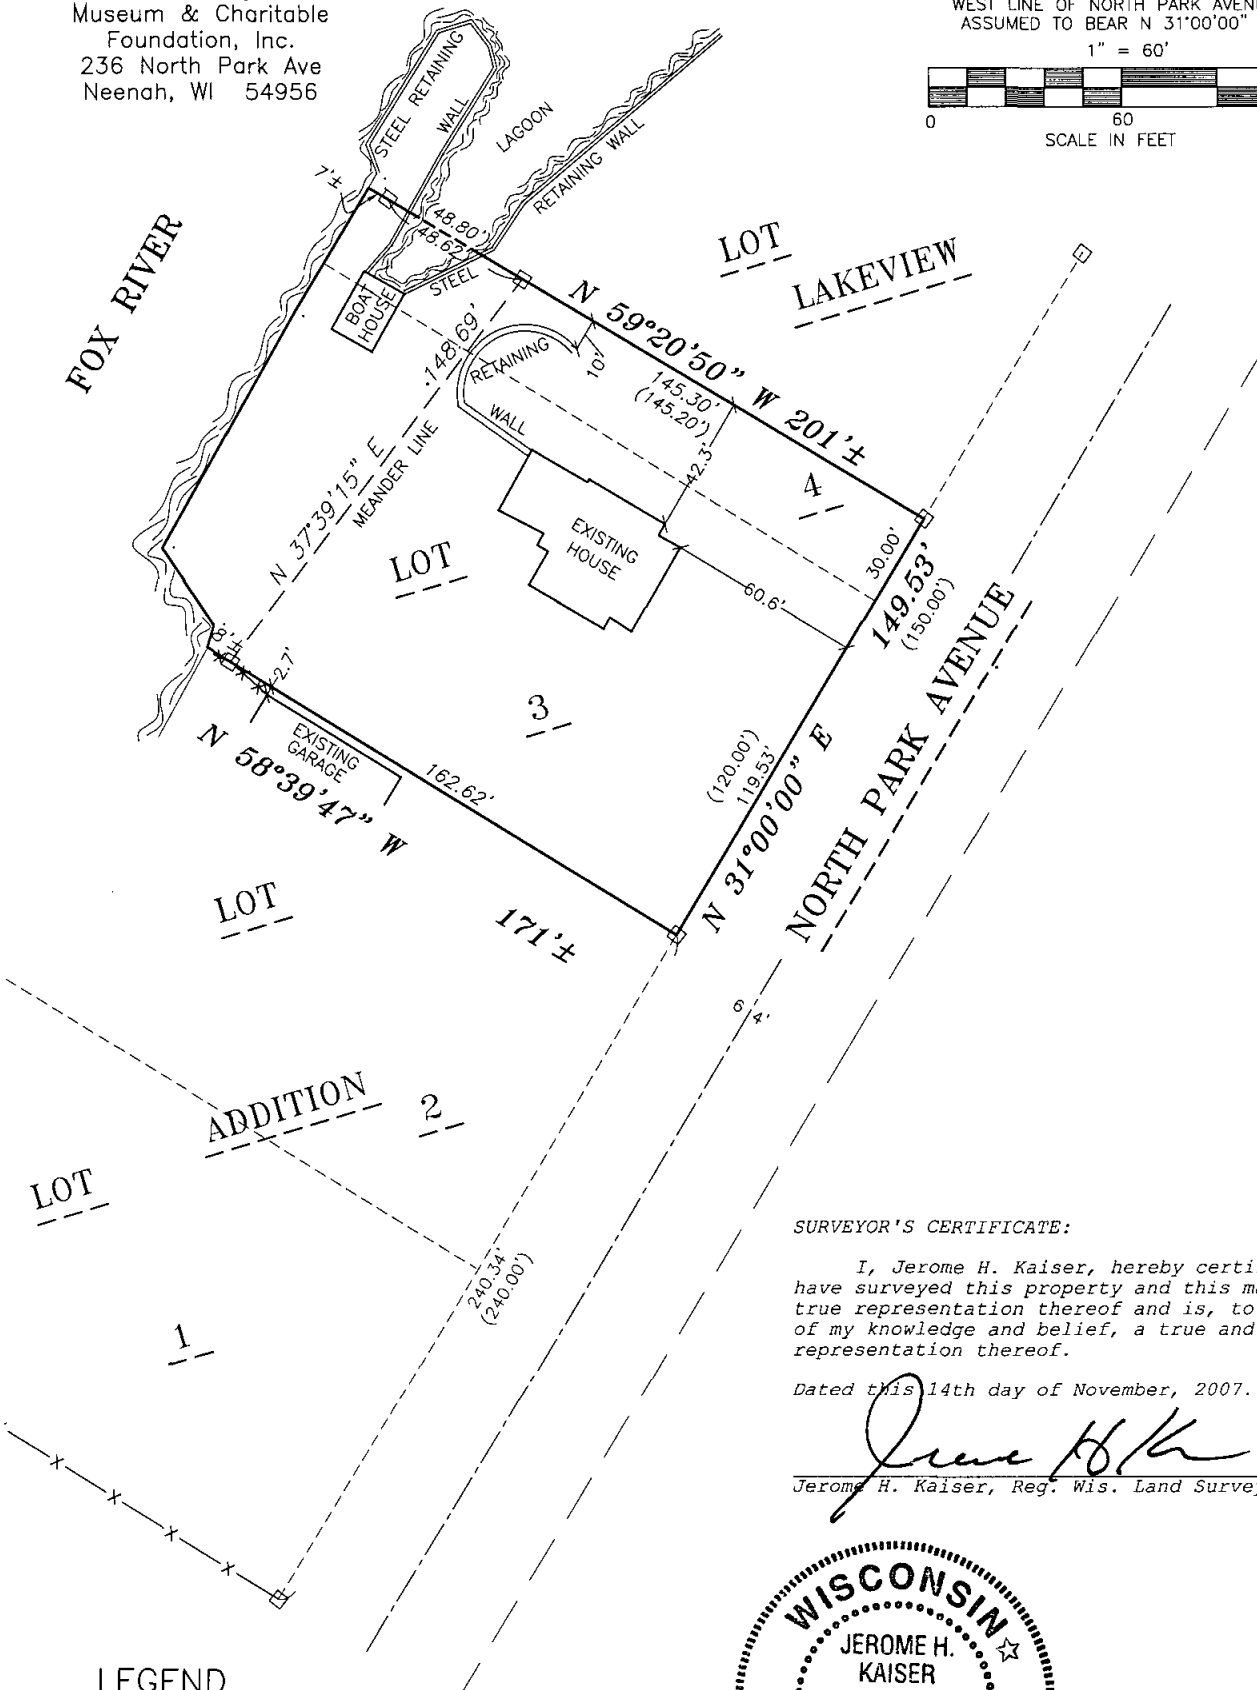 Museum & Charitable
Foundation, Inc.
236 North Park Ave
Neenah, WI 54956
WEST LINE OF NORTH PARK AVEN
ASSUMED TO BEAR N 31°00'00"
1" = 60'
0 60
SCALE IN FEET
STEEL RETAINING
WALL
LAGOON
RETAINING WALL
7'±
48.80'
48.62'
STEEL
BOAT
HOUSE
FOX RIVER
LOT
LAKEVIEW
N 59°20'50" W 201'±
145.30'
(145.20')
10'
RETAINING
WALL
148.69'
N 37°39'15" E
MEANDER LINE
42.3'
4
LOT
EXISTING
HOUSE
60.6'
30.00'
149.53'
(150.00')
8'±
2.7'
3
EXISTING
GARAGE
162.62'
N 58°39'47" W
171'±
(120.00')
119.53'
N 31°00'00" E
NORTH PARK AVENUE
64'
LOT
ADDITION
2
LOT
240.34'
(240.00')
1
SURVEYOR'S CERTIFICATE:
I, Jerome H. Kaiser, hereby certi
have surveyed this property and this m
true representation thereof and is, to
of my knowledge and belief, a true and
representation thereof.
Dated this 14th day of November, 2007.
Jerome H. Kaiser, Reg. Wis. Land Surve
WISCONSIN
JEROME H.
KAISER
LEGEND